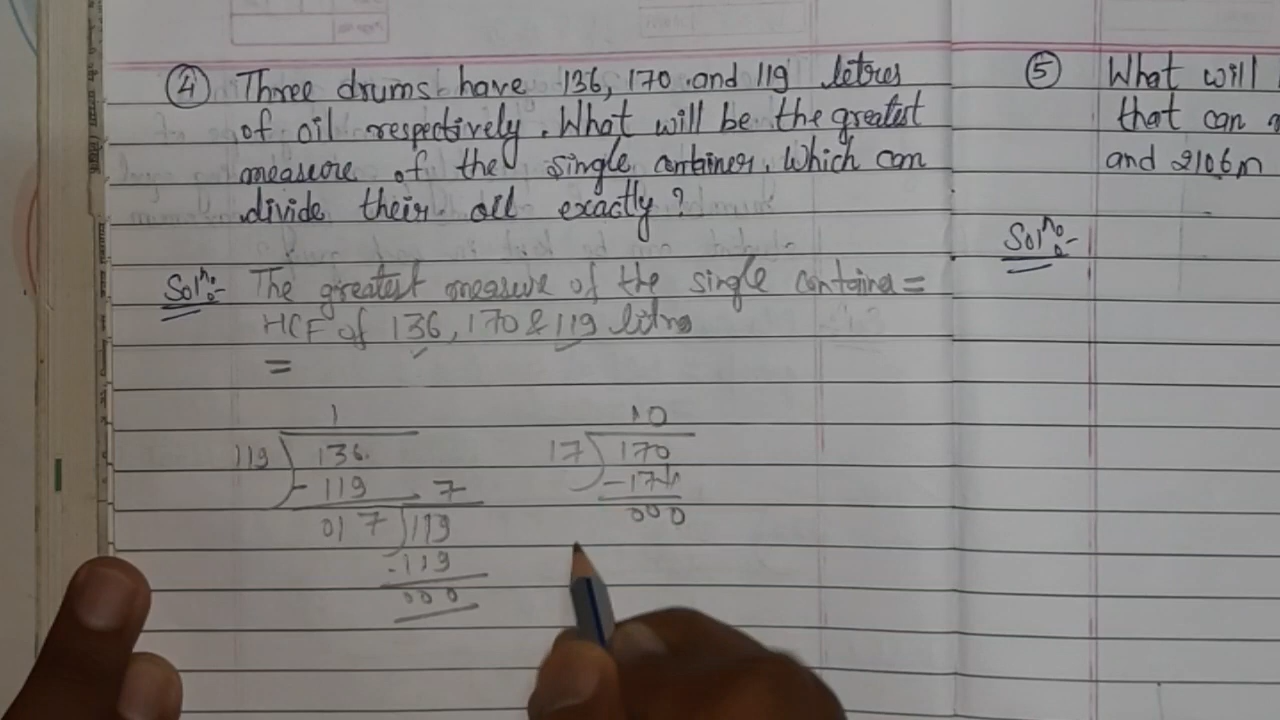 ④ Three drums have 136, 170 and 119 letres
of oil respectively. What will be the greatest
measure of the single container. Which can
divide their oil exactly?
Solⁿ:- The greatest measure of the single container =
HCF of 136, 170 & 119 litres
=
1
119 ) 136
- 119
017 ) 119
7
- 119
000
10
17 ) 170
- 170
000
⑤ What will
that can
and 2106m
Solⁿ:-